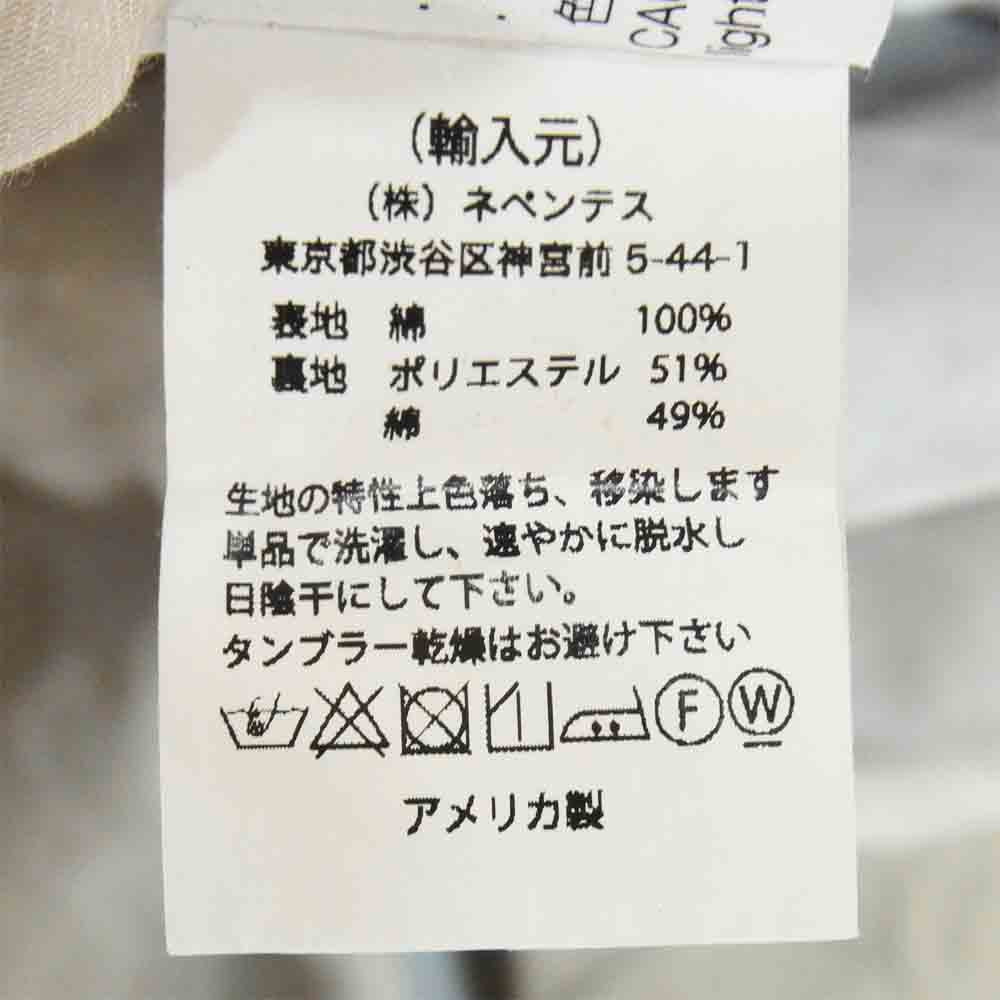 色
CA
light
(輸入元)
(株) ネペンテス
東京都渋谷区神宮前 5-44-1
表地 綿 100%
裏地 ポリエステル 51%
綿 49%
生地の特性上色落ち、移染します
単品で洗濯し、速やかに脱水し
日陰干にして下さい。
タンブラー乾燥はお避け下さい
F W
アメリカ製